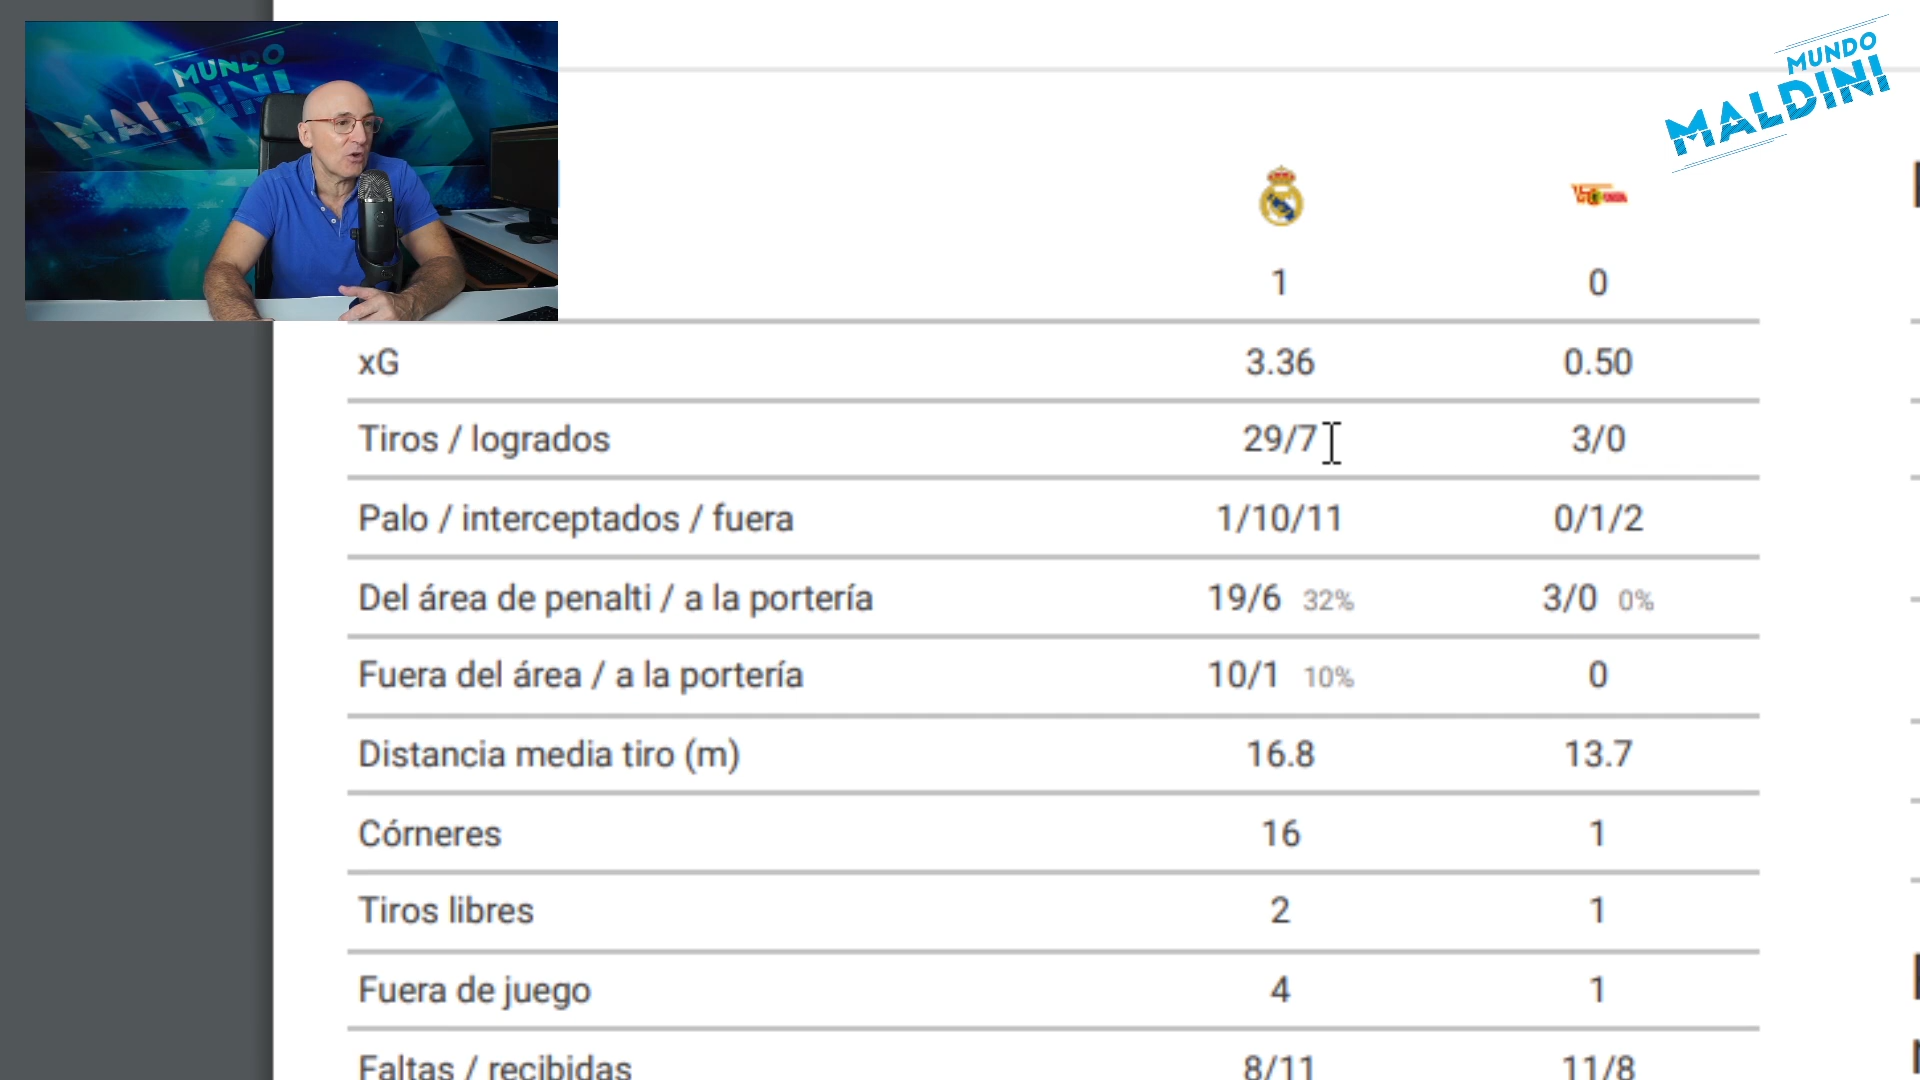 MUNDO
MALDINI
MUNDO
MALDINI
1 0
xG 3.36 0.50
Tiros / logrados 29/7 3/0
Palo / interceptados / fuera 1/10/11 0/1/2
Del área de penalti / a la portería 19/6 32% 3/0 0%
Fuera del área / a la portería 10/1 10% 0
Distancia media tiro (m) 16.8 13.7
Córneres 16 1
Tiros libres 2 1
Fuera de juego 4 1
Faltas / recibidas 8/11 11/8